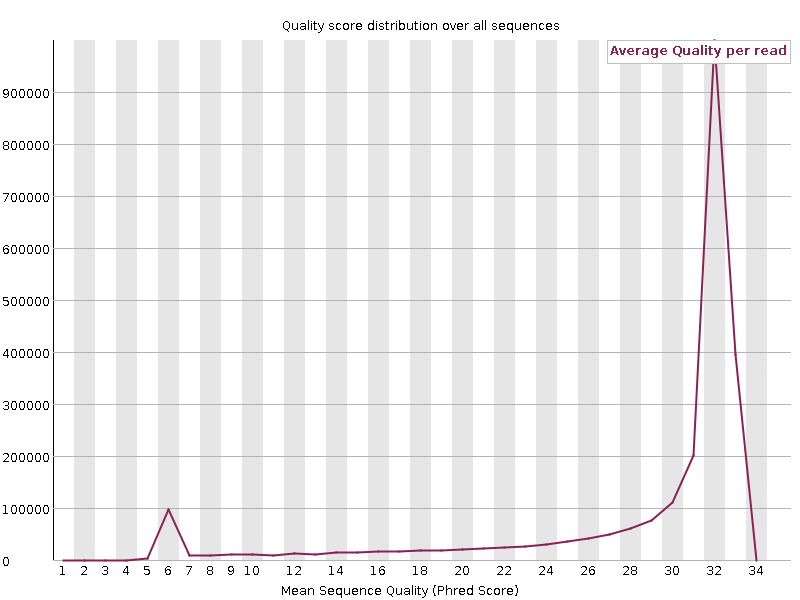 Quality score distribution over all sequences
Average Quality per read
900000
800000
700000
600000
500000
400000
300000
200000
100000
0
1 2 3 4 5 6 7 8 9 10 12 14 16 18 20 22 24 26 28 30 32 34
Mean Sequence Quality (Phred Score)